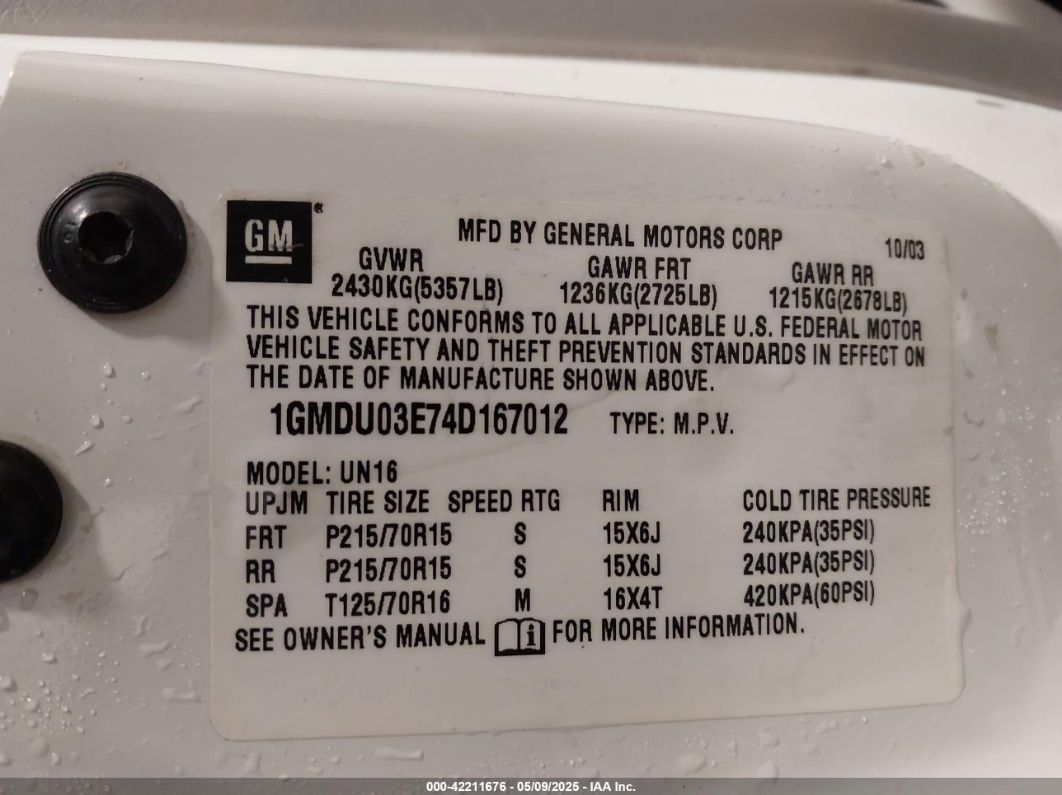 GM
MFD BY GENERAL MOTORS CORP 10/03
GVWR GAWR FRT GAWR RR
2430KG(5357LB) 1236KG(2725LB) 1215KG(2678LB)
THIS VEHICLE CONFORMS TO ALL APPLICABLE U.S. FEDERAL MOTOR
VEHICLE SAFETY AND THEFT PREVENTION STANDARDS IN EFFECT ON
THE DATE OF MANUFACTURE SHOWN ABOVE.
1GMDU03E74D167012 TYPE: M.P.V.
MODEL: UN16
UPJM TIRE SIZE SPEED RTG RIM COLD TIRE PRESSURE
FRT P215/70R15 S 15X6J 240KPA(35PSI)
RR P215/70R15 S 15X6J 240KPA(35PSI)
SPA T125/70R16 M 16X4T 420KPA(60PSI)
SEE OWNER'S MANUAL FOR MORE INFORMATION.
000-42211676 - 05/09/2025 - IAA Inc.